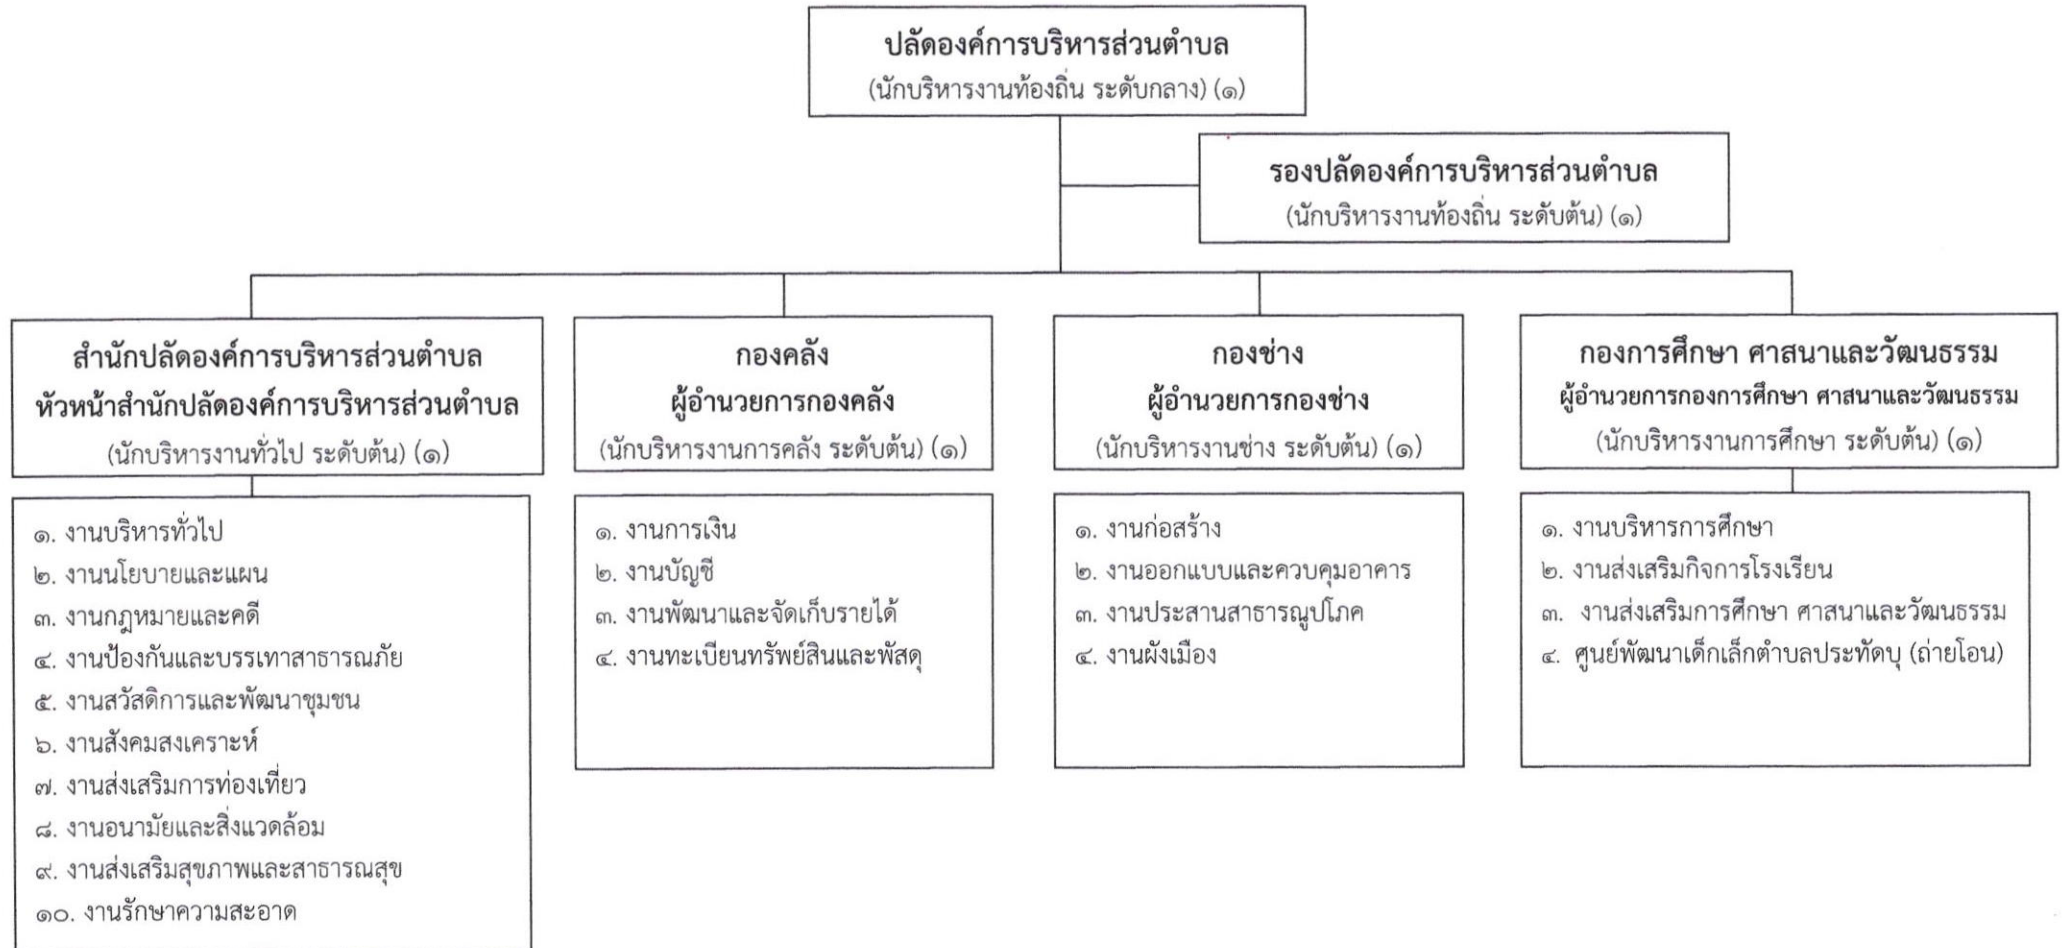 ปลัดองค์การบริหารส่วนตำบล
(นักบริหารงานท้องถิ่น ระดับกลาง) (๑)
รองปลัดองค์การบริหารส่วนตำบล
(นักบริหารงานท้องถิ่น ระดับต้น) (๑)
สำนักปลัดองค์การบริหารส่วนตำบล
หัวหน้าสำนักปลัดองค์การบริหารส่วนตำบล
(นักบริหารงานทั่วไป ระดับต้น) (๑)
กองคลัง
ผู้อำนวยการกองคลัง
(นักบริหารงานการคลัง ระดับต้น) (๑)
กองช่าง
ผู้อำนวยการกองช่าง
(นักบริหารงานช่าง ระดับต้น) (๑)
กองการศึกษา ศาสนาและวัฒนธรรม
ผู้อำนวยการกองการศึกษา ศาสนาและวัฒนธรรม
(นักบริหารงานการศึกษา ระดับต้น) (๑)
๑. งานบริหารทั่วไป
๒. งานนโยบายและแผน
๓. งานกฎหมายและคดี
๔. งานป้องกันและบรรเทาสาธารณภัย
๕. งานสวัสดิการและพัฒนาชุมชน
๖. งานสังคมสงเคราะห์
๗. งานส่งเสริมการท่องเที่ยว
๘. งานอนามัยและสิ่งแวดล้อม
๙. งานส่งเสริมสุขภาพและสาธารณสุข
๑๐. งานรักษาความสะอาด
๑. งานการเงิน
๒. งานบัญชี
๓. งานพัฒนาและจัดเก็บรายได้
๔. งานทะเบียนทรัพย์สินและพัสดุ
๑. งานก่อสร้าง
๒. งานออกแบบและควบคุมอาคาร
๓. งานประสานสาธารณูปโภค
๔. งานผังเมือง
๑. งานบริหารการศึกษา
๒. งานส่งเสริมกิจการโรงเรียน
๓. งานส่งเสริมการศึกษา ศาสนาและวัฒนธรรม
๔. ศูนย์พัฒนาเด็กเล็กตำบลประทัดบุ (ถ่ายโอน)